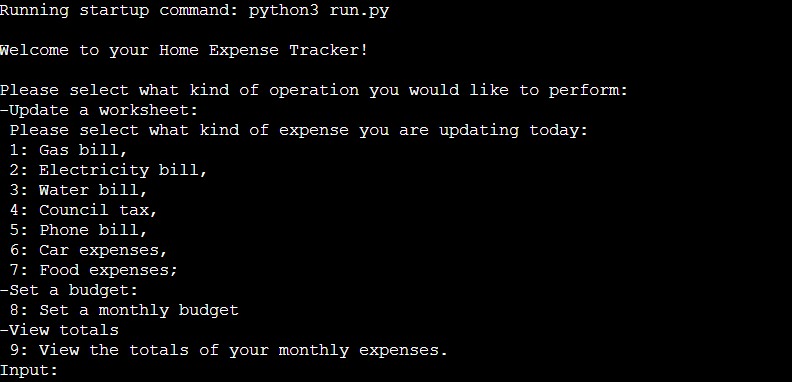 Running startup command: python3 run.py
Welcome to your Home Expense Tracker!
Please select what kind of operation you would like to perform:
-Update a worksheet:
Please select what kind of expense you are updating today:
1: Gas bill,
2: Electricity bill,
3: Water bill,
4: Council tax,
5: Phone bill,
6: Car expenses,
7: Food expenses;
-Set a budget:
8: Set a monthly budget
-View totals
9: View the totals of your monthly expenses.
Input: